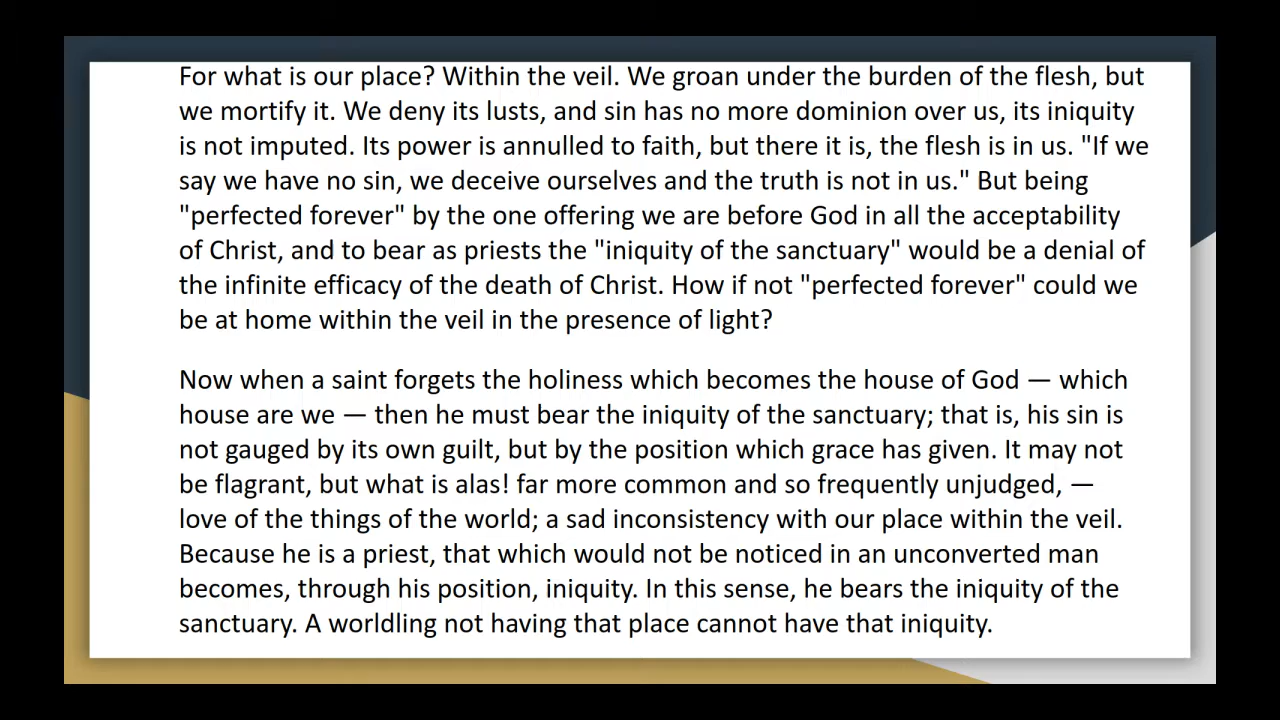 For what is our place? Within the veil. We groan under the burden of the flesh, but
we mortify it. We deny its lusts, and sin has no more dominion over us, its iniquity
is not imputed. Its power is annulled to faith, but there it is, the flesh is in us. "If we
say we have no sin, we deceive ourselves and the truth is not in us." But being
"perfected forever" by the one offering we are before God in all the acceptability
of Christ, and to bear as priests the "iniquity of the sanctuary" would be a denial of
the infinite efficacy of the death of Christ. How if not "perfected forever" could we
be at home within the veil in the presence of light?
Now when a saint forgets the holiness which becomes the house of God — which
house are we — then he must bear the iniquity of the sanctuary; that is, his sin is
not gauged by its own guilt, but by the position which grace has given. It may not
be flagrant, but what is alas! far more common and so frequently unjudged, —
love of the things of the world; a sad inconsistency with our place within the veil.
Because he is a priest, that which would not be noticed in an unconverted man
becomes, through his position, iniquity. In this sense, he bears the iniquity of the
sanctuary. A worldling not having that place cannot have that iniquity.